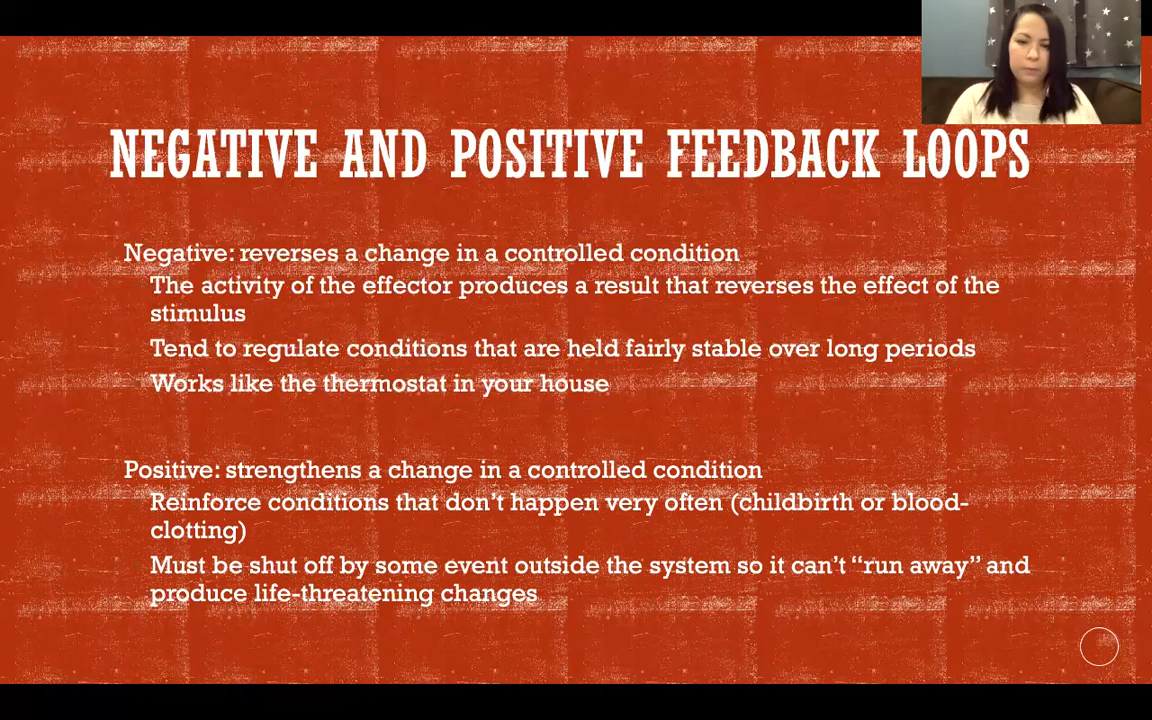 NEGATIVE AND POSITIVE FEEDBACK LOOPS
Negative: reverses a change in a controlled condition
The activity of the effector produces a result that reverses the effect of the
stimulus
Tend to regulate conditions that are held fairly stable over long periods
Works like the thermostat in your house
Positive: strengthens a change in a controlled condition
Reinforce conditions that don’t happen very often (childbirth or blood-
clotting)
Must be shut off by some event outside the system so it can’t “run away” and
produce life-threatening changes